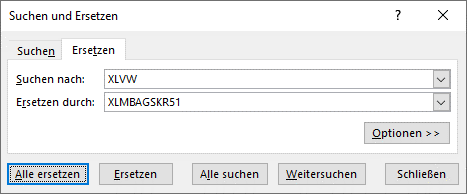 Suchen und Ersetzen ? ×
Suchen Ersetzen
Suchen nach: XLVW
Ersetzen durch: XLMBAGSKR51
Optionen >>
Alle ersetzen Ersetzen Alle suchen Weitersuchen Schließen